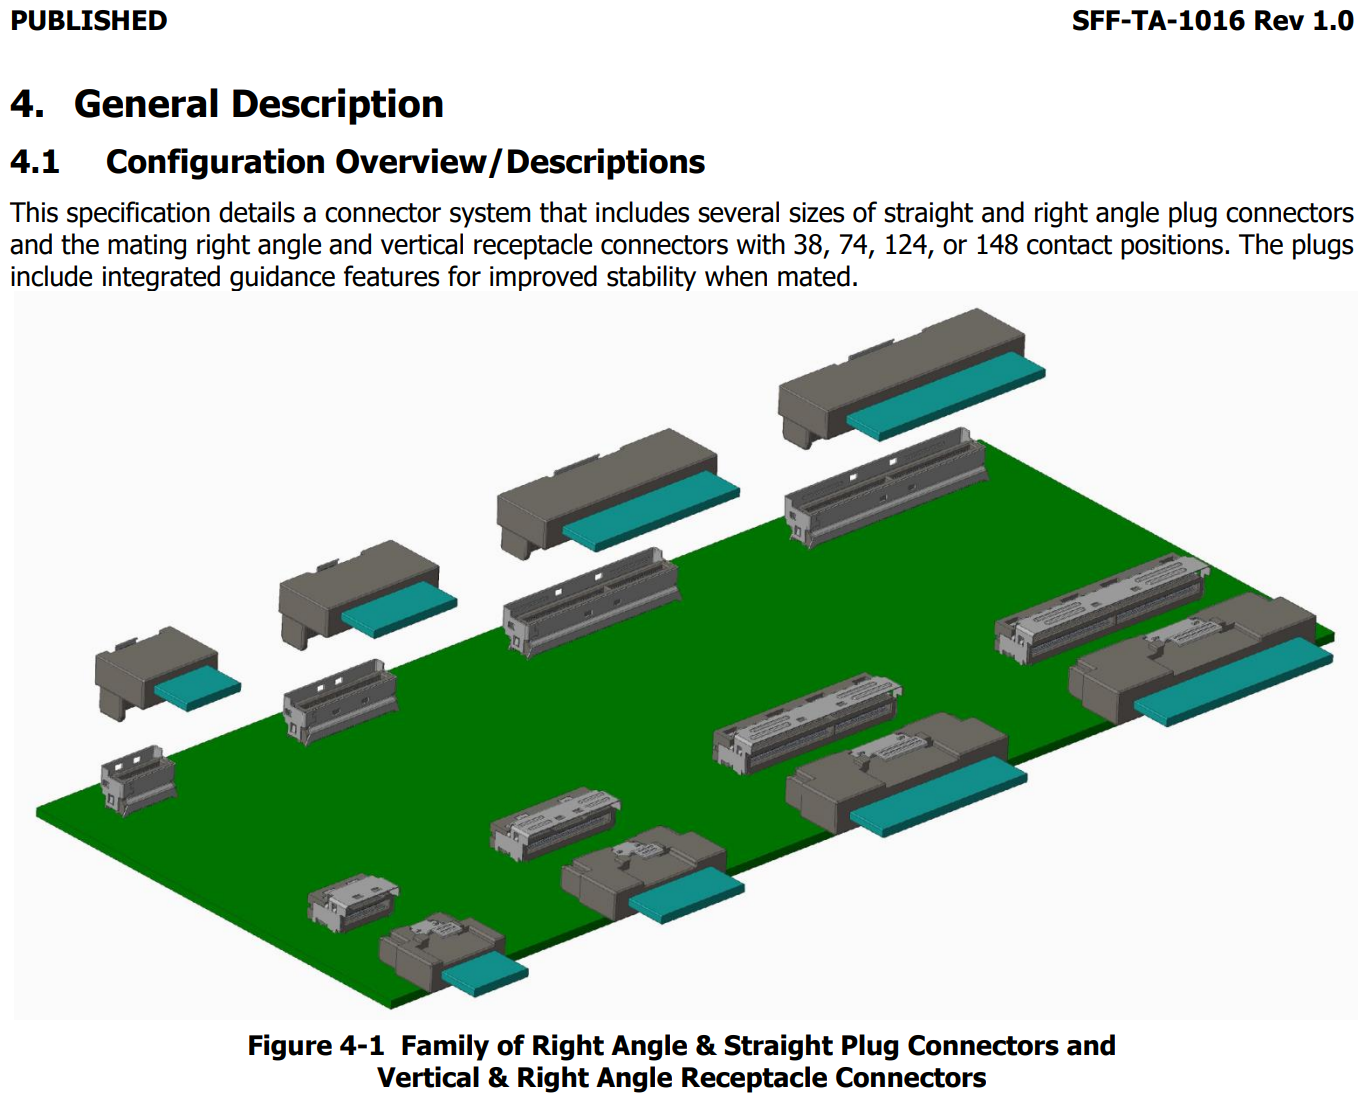 PUBLISHED
SFF-TA-1016 Rev 1.0
4. General Description
4.1 Configuration Overview/Descriptions
This specification details a connector system that includes several sizes of straight and right angle plug connectors
and the mating right angle and vertical receptacle connectors with 38, 74, 124, or 148 contact positions. The plugs
include integrated guidance features for improved stability when mated.
Figure 4-1 Family of Right Angle & Straight Plug Connectors and
Vertical & Right Angle Receptacle Connectors